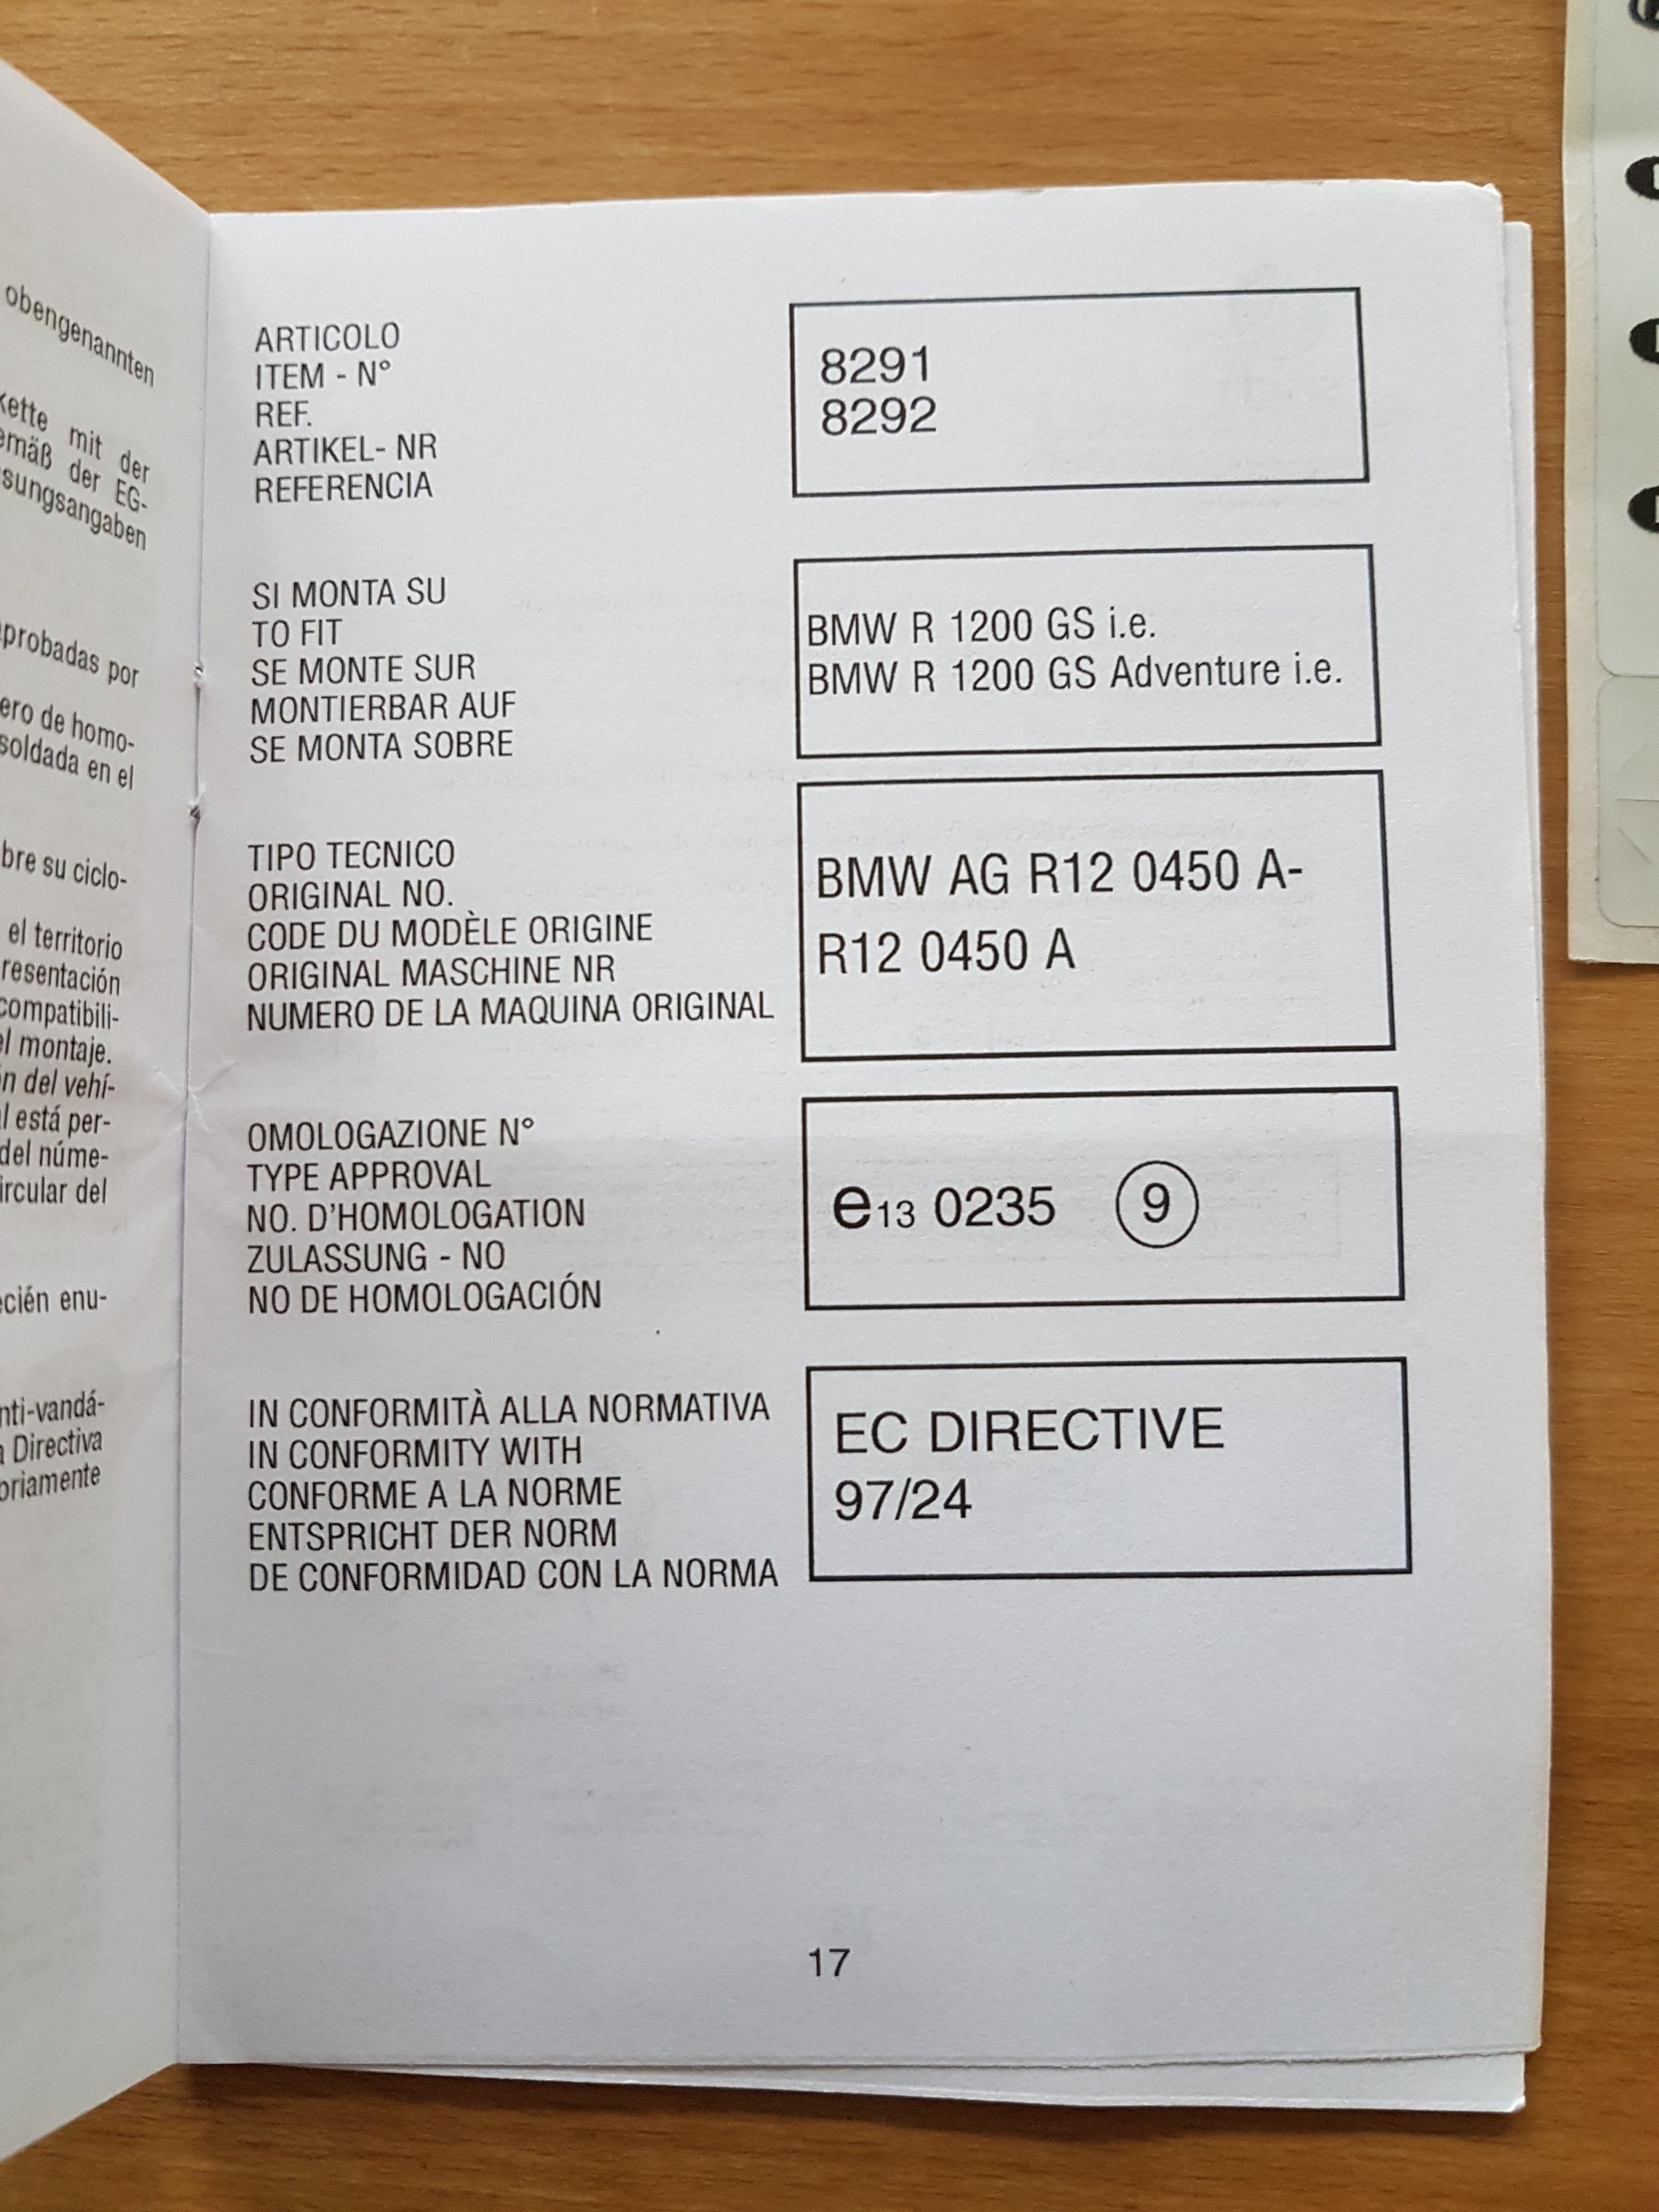 obengenannten
mit der
der EG-
sungsangaben
probadas por
ero de homo-
soldada en el
bre su ciclo-
el territorio
resentación
compatibili-
el montaje.
n del vehí-
l está per-
del núme-
ircular del
ecién enu-
nti-vandá-
Directiva
oriamente
ARTICOLO
ITEM - N°
REF.
ARTIKEL- NR
REFERENCIA
8291
8292
SI MONTA SU
TO FIT
SE MONTE SUR
MONTIERBAR AUF
SE MONTA SOBRE
BMW R 1200 GS i.e.
BMW R 1200 GS Adventure i.e.
TIPO TECNICO
ORIGINAL NO.
CODE DU MODÈLE ORIGINE
ORIGINAL MASCHINE NR
NUMERO DE LA MAQUINA ORIGINAL
BMW AG R12 0450 A-
R12 0450 A
OMOLOGAZIONE N°
TYPE APPROVAL
NO. D'HOMOLOGATION
ZULASSUNG - NO
NO DE HOMOLOGACIÓN
e13 0235 9
IN CONFORMITÀ ALLA NORMATIVA
IN CONFORMITY WITH
CONFORME A LA NORME
ENTSPRICHT DER NORM
DE CONFORMIDAD CON LA NORMA
EC DIRECTIVE
97/24
17